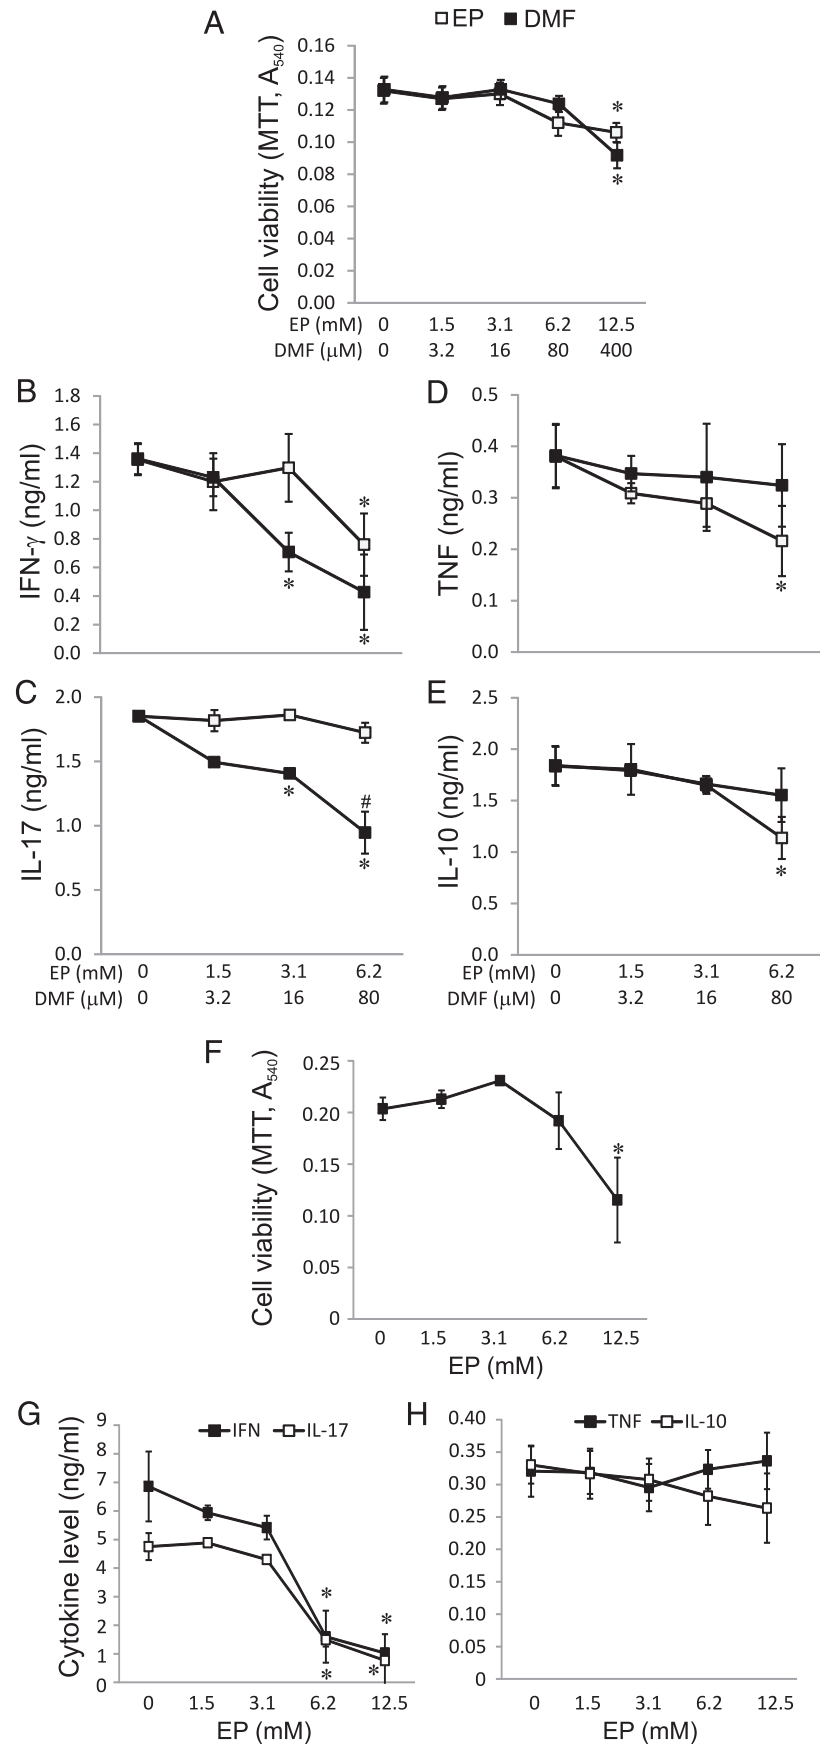 A
EP DMF
Cell viability (MTT, A540)
0.16
0.14
0.12
0.10
0.08
0.06
0.04
0.02
0.00
*
*
EP (mM) 0 1.5 3.1 6.2 12.5
DMF (μM) 0 3.2 16 80 400
B
IFN-γ (ng/ml)
1.8
1.6
1.4
1.2
1.0
0.8
0.6
0.4
0.2
0.0
*
*
*
D
TNF (ng/ml)
0.5
0.4
0.3
0.2
0.1
0.0
*
C
IL-17 (ng/ml)
2.0
1.5
1.0
0.5
0.0
*
#
*
EP (mM) 0 1.5 3.1 6.2
DMF (μM) 0 3.2 16 80
E
IL-10 (ng/ml)
2.5
2.0
1.5
1.0
0.5
0.0
*
EP (mM) 0 1.5 3.1 6.2
DMF (μM) 0 3.2 16 80
F
Cell viability (MTT, A540)
0.25
0.20
0.15
0.10
0.05
0
*
0 1.5 3.1 6.2 12.5
EP (mM)
G
IFN IL-17
Cytokine level (ng/ml)
9
8
7
6
5
4
3
2
1
0
*
*
*
*
0 1.5 3.1 6.2 12.5
EP (mM)
H
TNF IL-10
0.40
0.35
0.30
0.25
0.20
0.15
0.10
0.05
0
0 1.5 3.1 6.2 12.5
EP (mM)